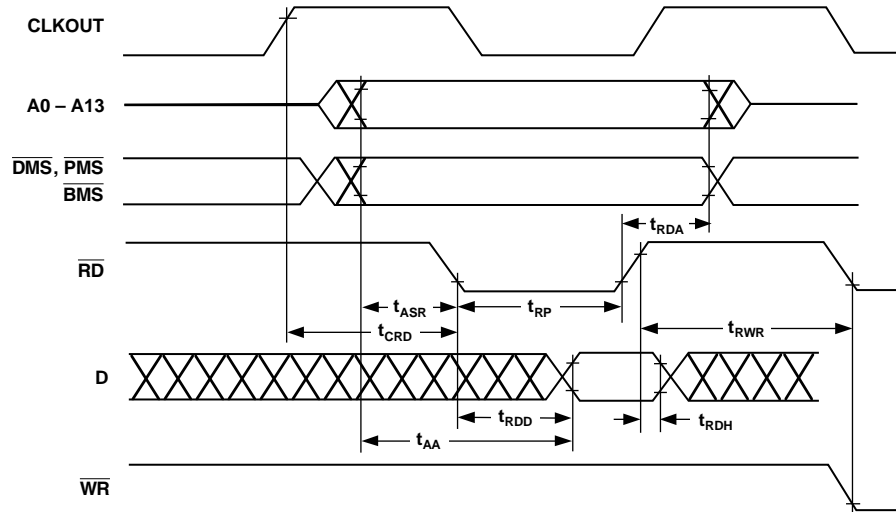 CLKOUT
A0 – A13
DMS, PMS
BMS
tRDA
RD
tASR
tRP
tCRD
tRWR
D
tRDD
tRDH
tAA
WR